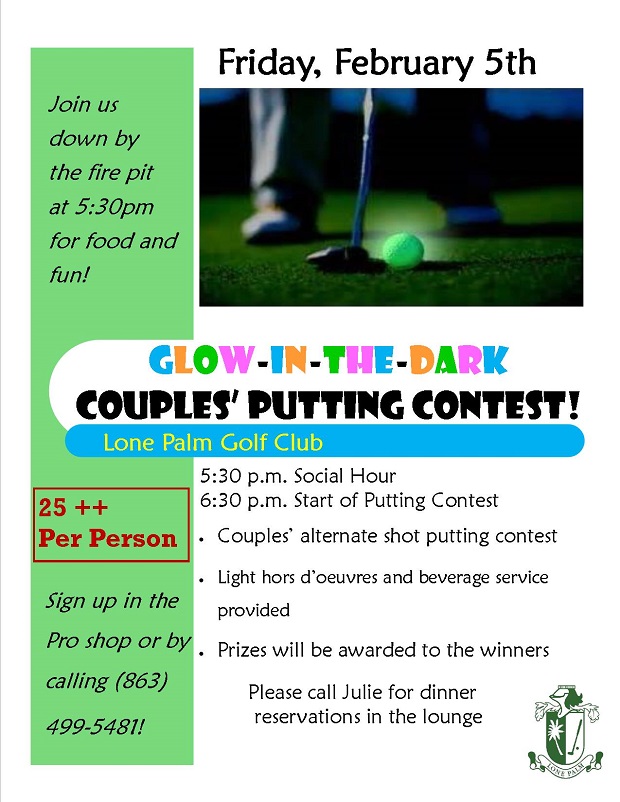 Friday, February 5th
Join us
down by
the fire pit
at 5:30pm
for food and
fun!
GLOW-IN-THE-DARK
COUPLES' PUTTING CONTEST!
Lone Palm Golf Club
5:30 p.m. Social Hour
6:30 p.m. Start of Putting Contest
• Couples' alternate shot putting contest
• Light hors d'oeuvres and beverage service
provided
• Prizes will be awarded to the winners
Please call Julie for dinner
reservations in the lounge
25 ++
Per Person
Sign up in the
Pro shop or by
calling (863)
499-5481!
LONE PALM